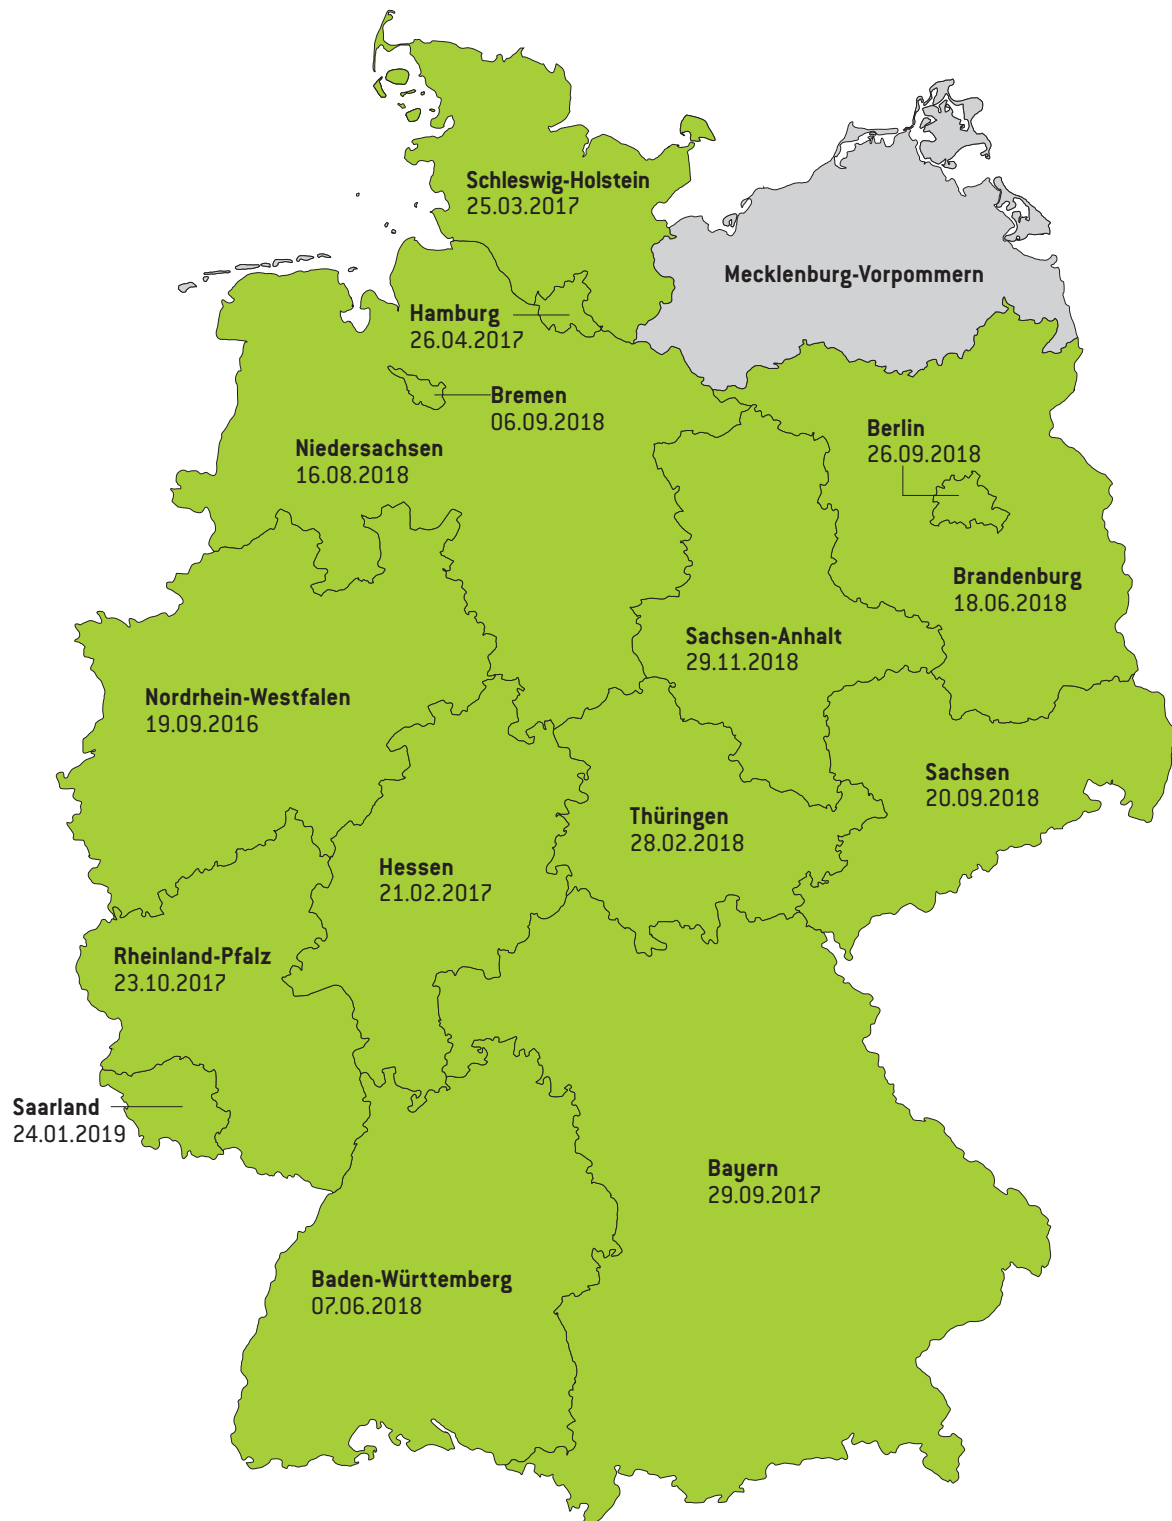 Schleswig-Holstein
25.03.2017
Mecklenburg-Vorpommern
Hamburg
26.04.2017
Bremen
06.09.2018
Berlin
26.09.2018
Niedersachsen
16.08.2018
Brandenburg
18.06.2018
Sachsen-Anhalt
29.11.2018
Nordrhein-Westfalen
19.09.2016
Sachsen
20.09.2018
Thüringen
28.02.2018
Hessen
21.02.2017
Rheinland-Pfalz
23.10.2017
Saarland
24.01.2019
Bayern
29.09.2017
Baden-Württemberg
07.06.2018